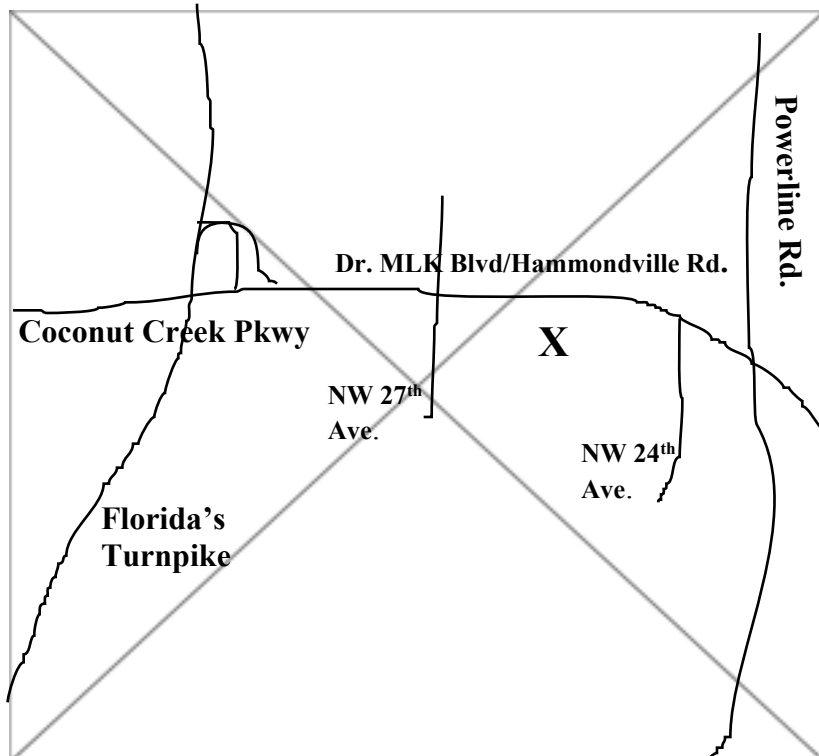 Powerline Rd.
Dr. MLK Blvd/Hammondville Rd.
Coconut Creek Pkwy
X
NW 27th
Ave.
NW 24th
Ave.
Florida’s
Turnpike